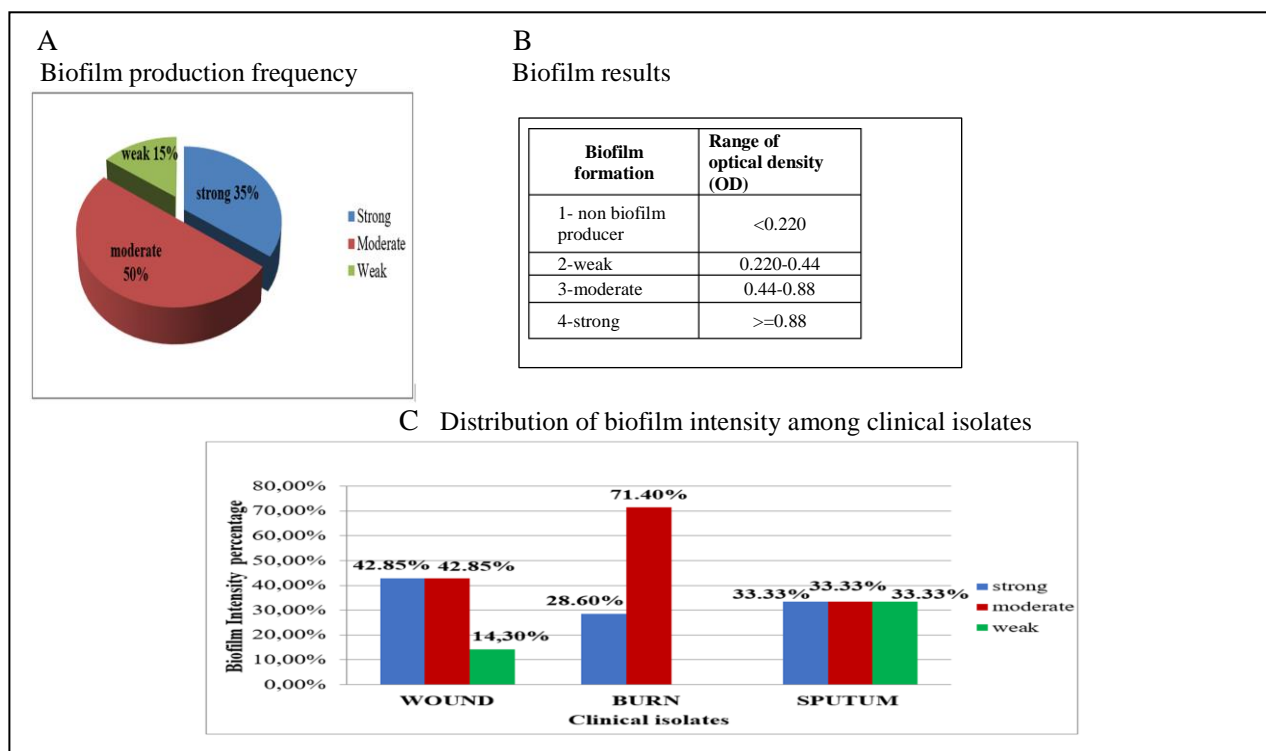 A
Biofilm production frequency
weak 15%
strong 35%
moderate
50%
Strong
Moderate
Weak
B
Biofilm results
Biofilm
formation
Range of
optical density
(OD)
1- non biofilm
producer
<0.220
2-weak
0.220-0.44
3-moderate
0.44-0.88
4-strong
>=0.88
C Distribution of biofilm intensity among clinical isolates
Biofilm Intensity percentage
80,00%
70,00%
60,00%
50,00%
40,00%
30,00%
20,00%
10,00%
0,00%
42.85%
42.85%
14,30%
28.60%
71.40%
33.33%
33.33%
33.33%
WOUND
BURN
SPUTUM
Clinical isolates
strong
moderate
weak